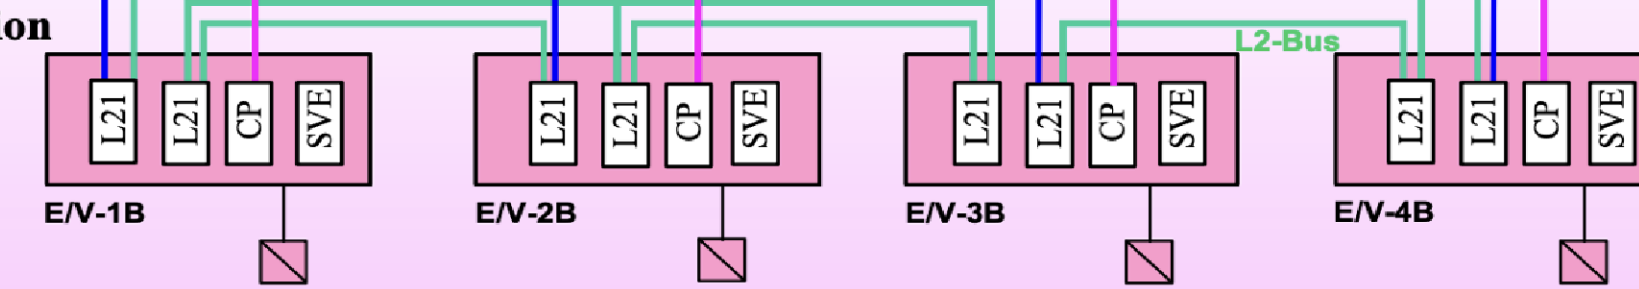 ion
L2-Bus
L21 L21 CP SVE
L21 L21 CP SVE
L21 L21 CP SVE
L21 L21 CP SVE
E/V-1B
E/V-2B
E/V-3B
E/V-4B